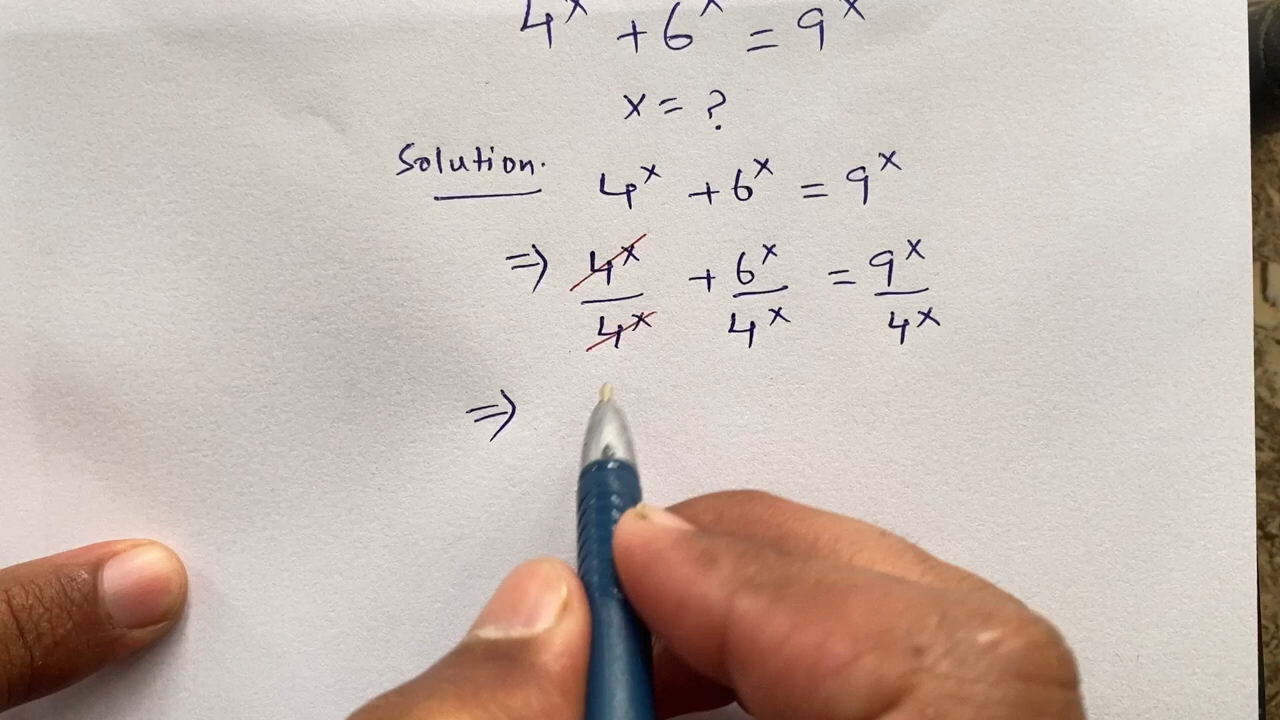 4^x + 6^x = 9^x
x = ?
Solution. 4^x + 6^x = 9^x
⇒ 4^x/4^x + 6^x/4^x = 9^x/4^x
⇒